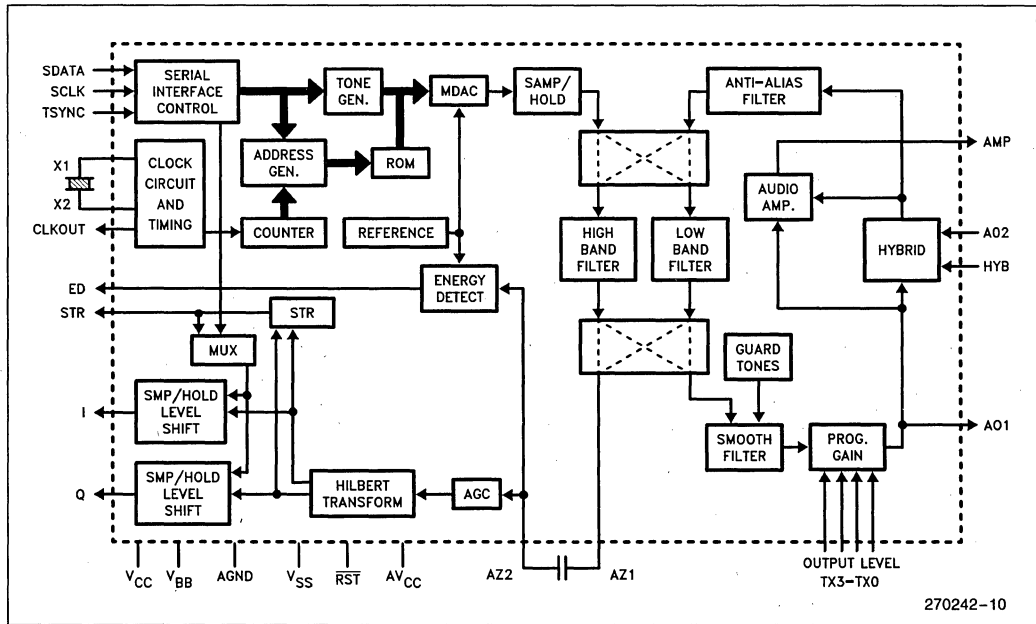 SDATA
SCLK
TSYNC
SERIAL
INTERFACE
CONTROL
TONE
GEN.
MDAC
SAMP/
HOLD
ANTI-ALIAS
FILTER
X1
X2
CLKOUT
CLOCK
CIRCUIT
AND
TIMING
ADDRESS
GEN.
ROM
COUNTER
REFERENCE
HIGH
BAND
FILTER
LOW
BAND
FILTER
AUDIO
AMP.
AMP
HYBRID
AO2
HYB
ED
ENERGY
DETECT
STR
STR
MUX
GUARD
TONES
I
SMP/HOLD
LEVEL
SHIFT
SMOOTH
FILTER
PROG.
GAIN
AO1
Q
SMP/HOLD
LEVEL
SHIFT
HILBERT
TRANSFORM
AGC
VCC
VBB
AGND
VSS
RST
AVCC
AZ2
AZ1
OUTPUT LEVEL
TX3-TX0
270242-10